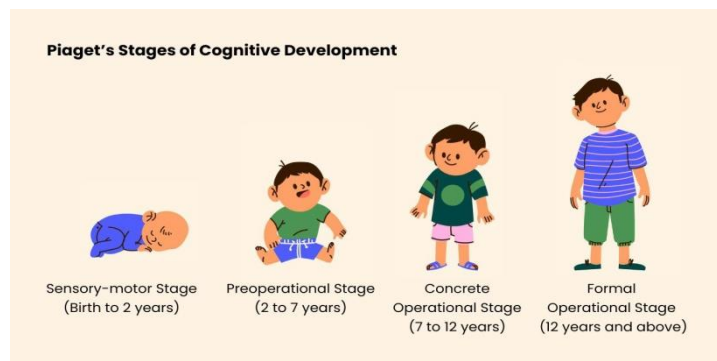 Piaget’s Stages of Cognitive Development
Sensory-motor Stage
(Birth to 2 years)
Preoperational Stage
(2 to 7 years)
Concrete
Operational Stage
(7 to 12 years)
Formal
Operational Stage
(12 years and above)